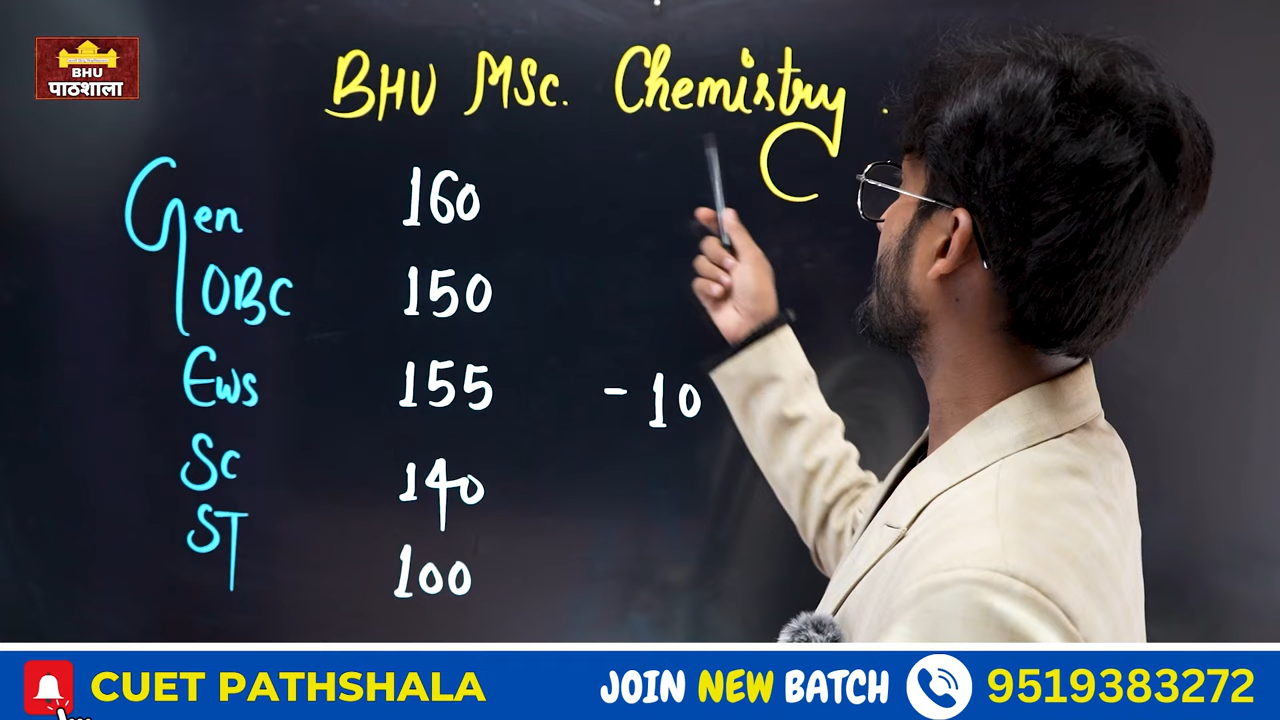 BHU
पाठशाला
BHU MSc. Chemistry.
Gen 160
OBC 150
Ews 155 - 10
Sc 140
ST 100
CUET PATHSHALA JOIN NEW BATCH 9519383272